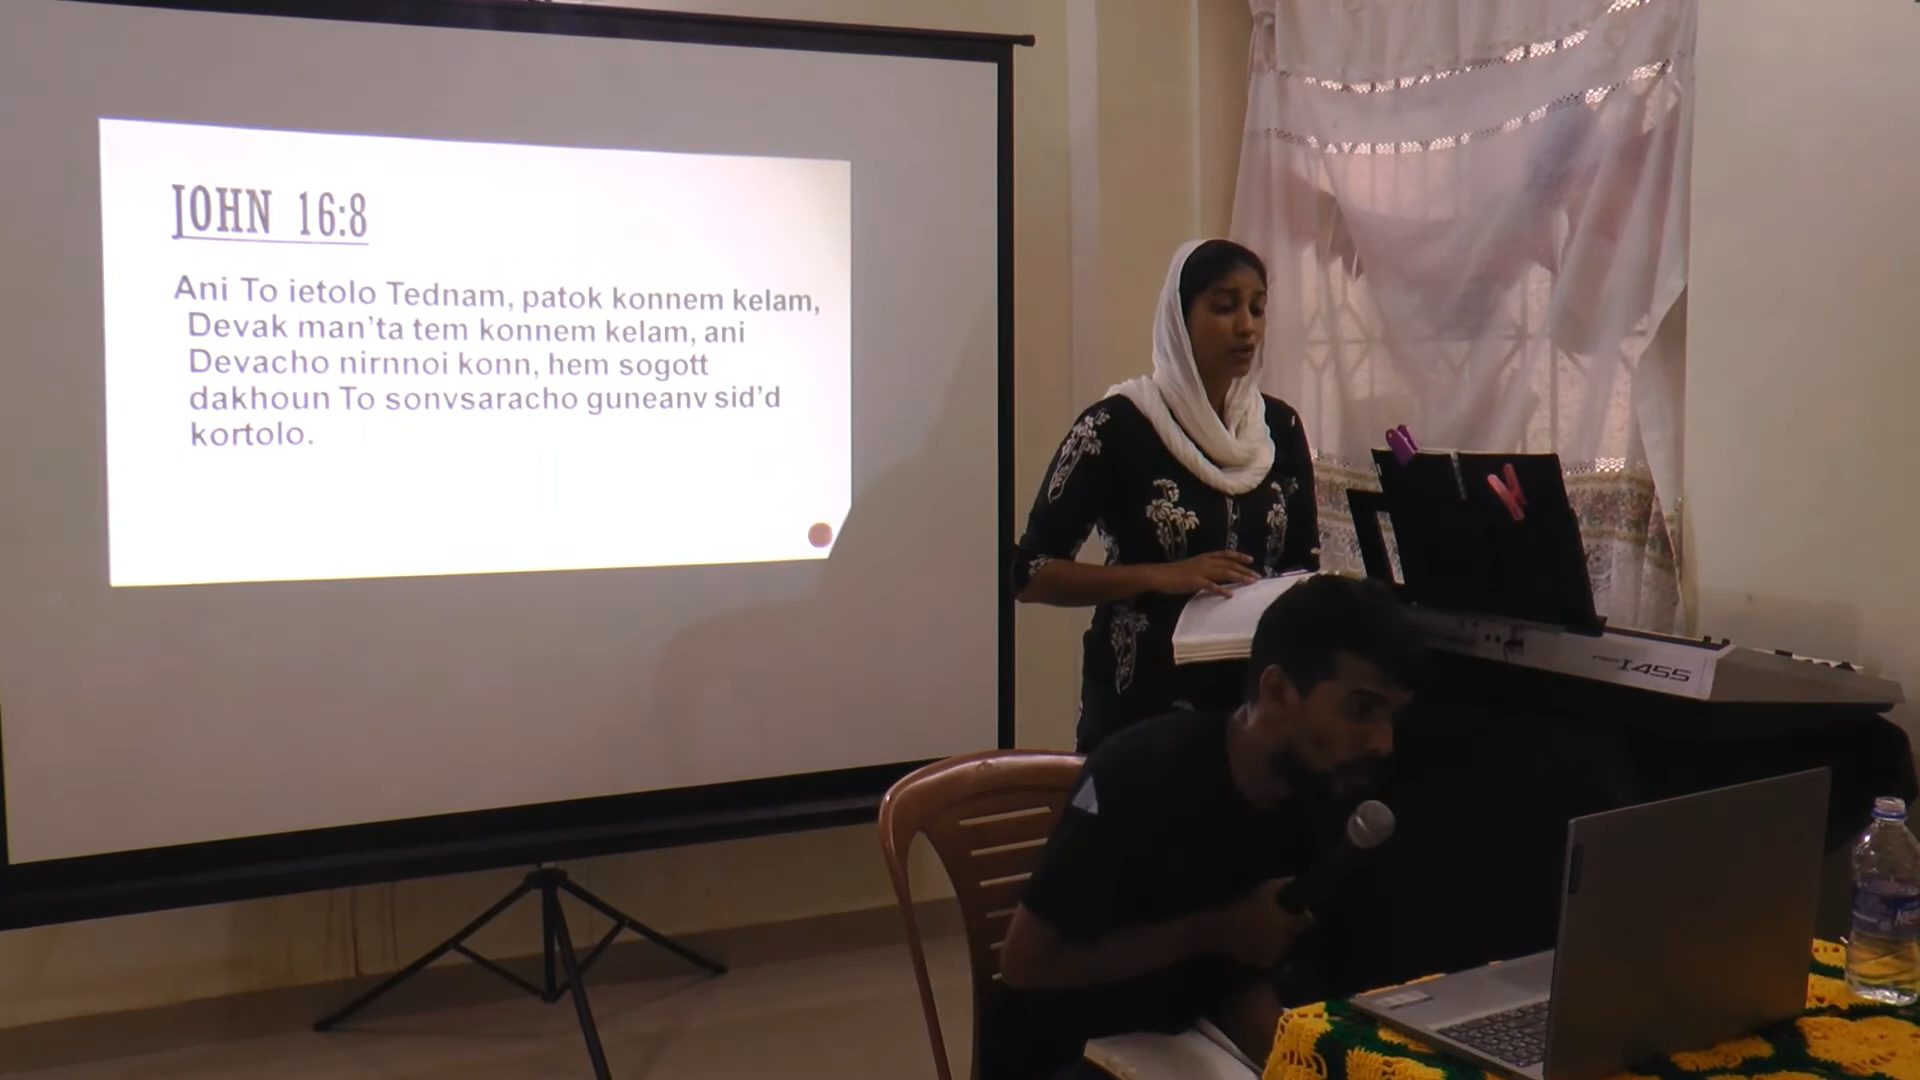 JOHN 16:8
Ani To ietolo Tednam, patok konnem kelam,
Devak man’ta tem konnem kelam, ani
Devacho nirnnoi konn, hem sogott
dakhoun To sonvsaracho guneanv sid’d
kortolo.
I455